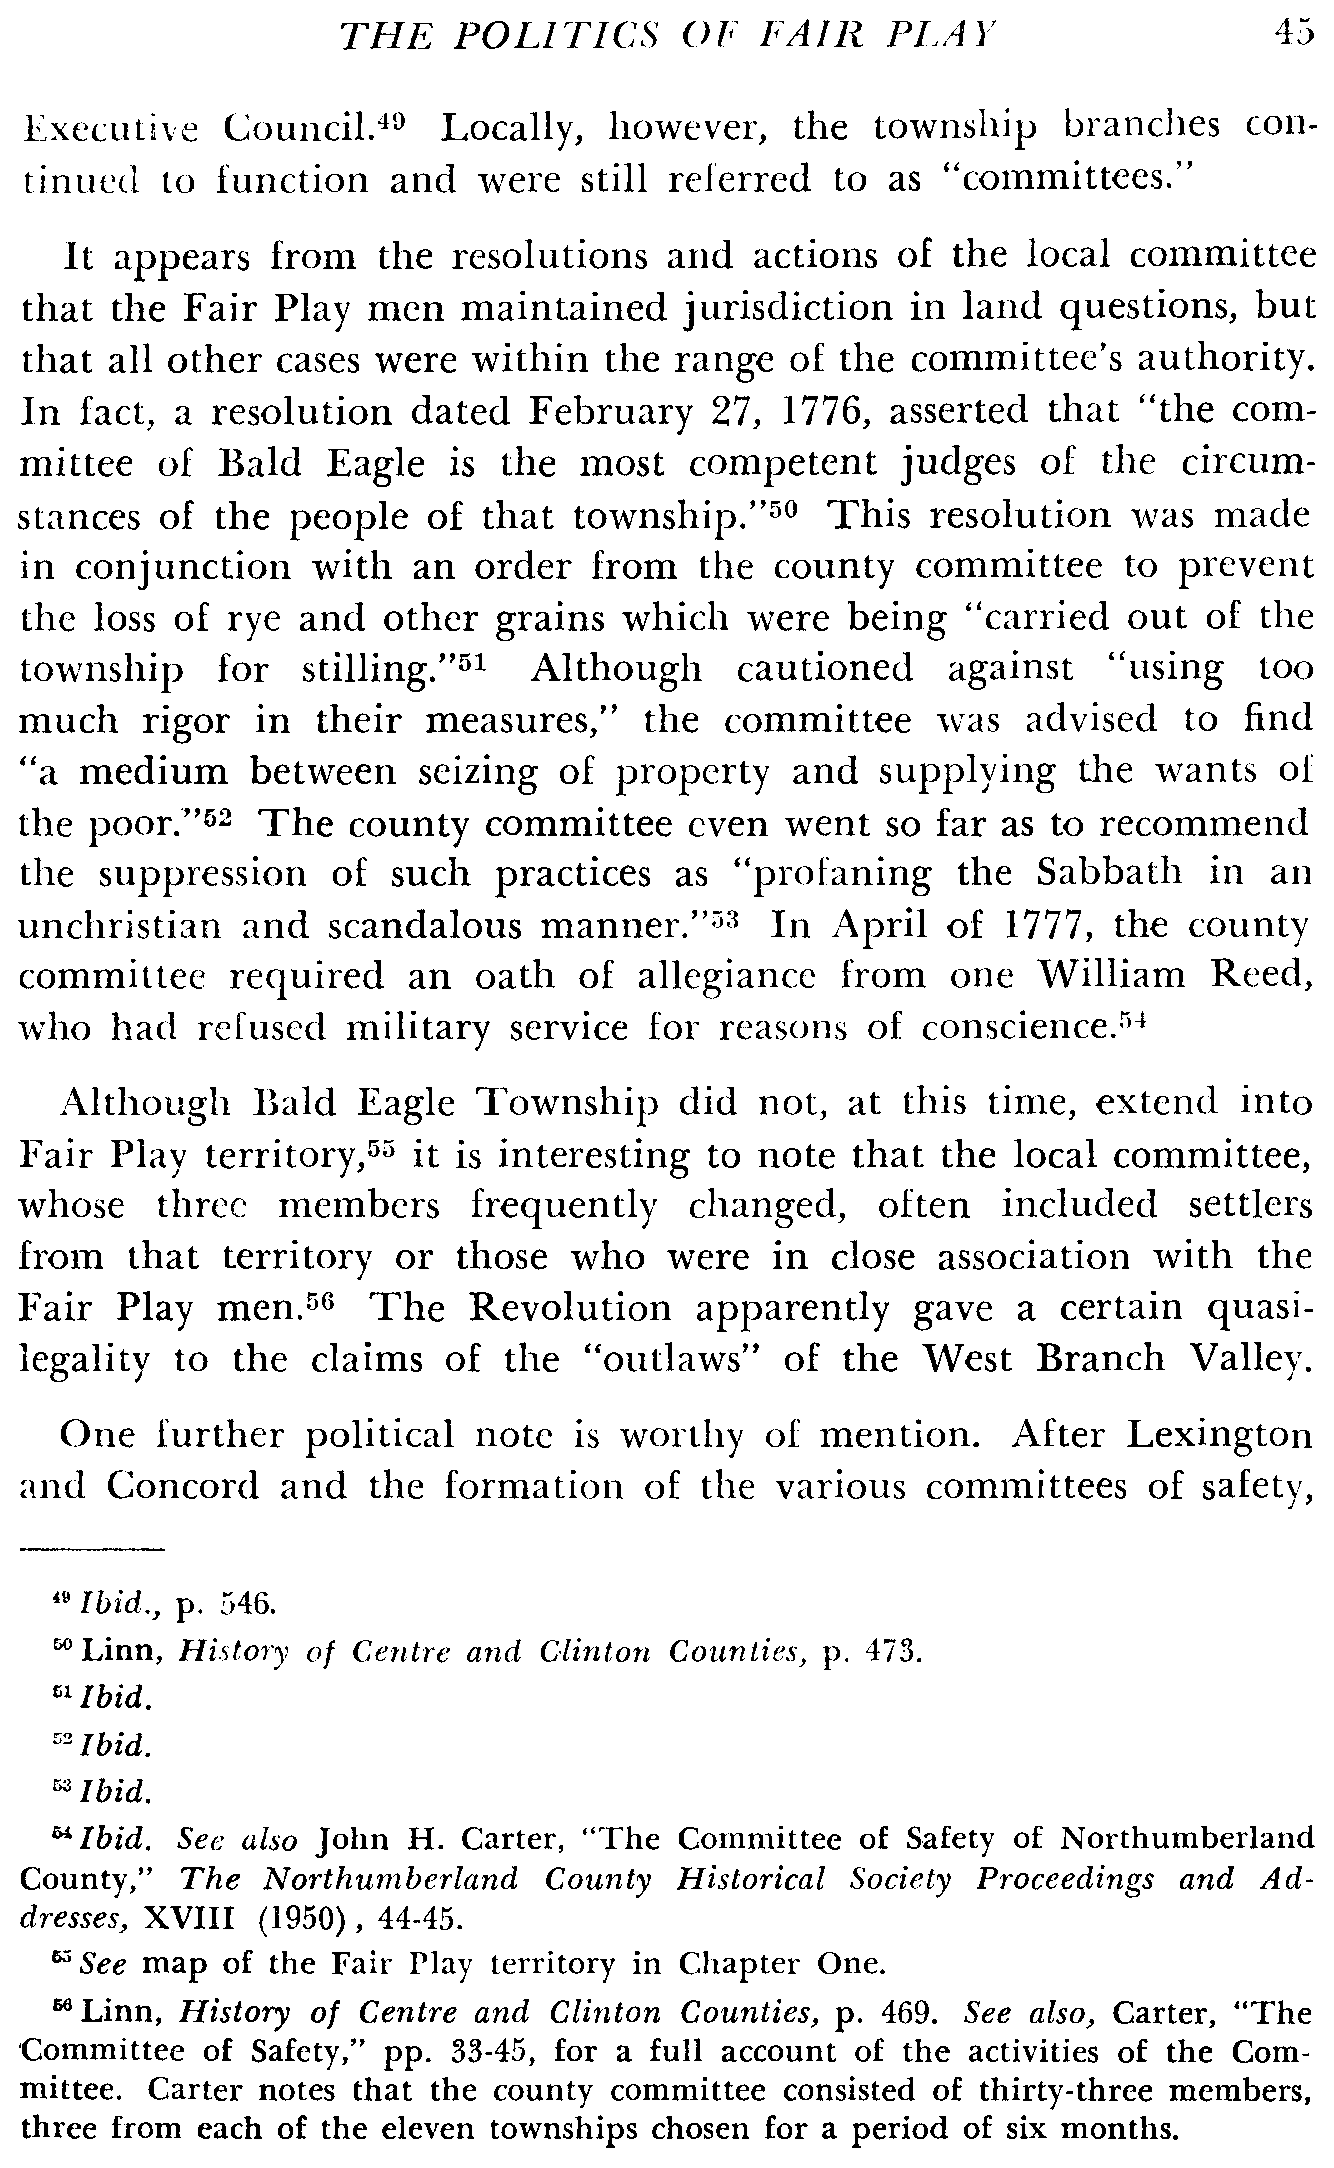 THE POLITICS OF FAIR PLAY 45
Executive Council.⁴⁹ Locally, however, the township branches con-
tinued to function and were still referred to as “committees.”
It appears from the resolutions and actions of the local committee
that the Fair Play men maintained jurisdiction in land questions, but
that all other cases were within the range of the committee’s authority.
In fact, a resolution dated February 27, 1776, asserted that “the com-
mittee of Bald Eagle is the most competent judges of the circum-
stances of the people of that township.”⁵⁰ This resolution was made
in conjunction with an order from the county committee to prevent
the loss of rye and other grains which were being “carried out of the
township for stilling.”⁵¹ Although cautioned against “using too
much rigor in their measures,” the committee was advised to find
“a medium between seizing of property and supplying the wants of
the poor.”⁵² The county committee even went so far as to recommend
the suppression of such practices as “profaning the Sabbath in an
unchristian and scandalous manner.”⁵³ In April of 1777, the county
committee required an oath of allegiance from one William Reed,
who had refused military service for reasons of conscience.⁵⁴
Although Bald Eagle Township did not, at this time, extend into
Fair Play territory,⁵⁵ it is interesting to note that the local committee,
whose three members frequently changed, often included settlers
from that territory or those who were in close association with the
Fair Play men.⁵⁶ The Revolution apparently gave a certain quasi-
legality to the claims of the “outlaws” of the West Branch Valley.
One further political note is worthy of mention. After Lexington
and Concord and the formation of the various committees of safety,
⁴⁹ Ibid., p. 546.
⁵⁰ Linn, History of Centre and Clinton Counties, p. 473.
⁵¹ Ibid.
⁵² Ibid.
⁵³ Ibid.
⁵⁴ Ibid. See also John H. Carter, “The Committee of Safety of Northumberland
County,” The Northumberland County Historical Society Proceedings and Ad-
dresses, XVIII (1950), 44-45.
⁵⁵ See map of the Fair Play territory in Chapter One.
⁵⁶ Linn, History of Centre and Clinton Counties, p. 469. See also, Carter, “The
Committee of Safety,” pp. 33-45, for a full account of the activities of the Com-
mittee. Carter notes that the county committee consisted of thirty-three members,
three from each of the eleven townships chosen for a period of six months.